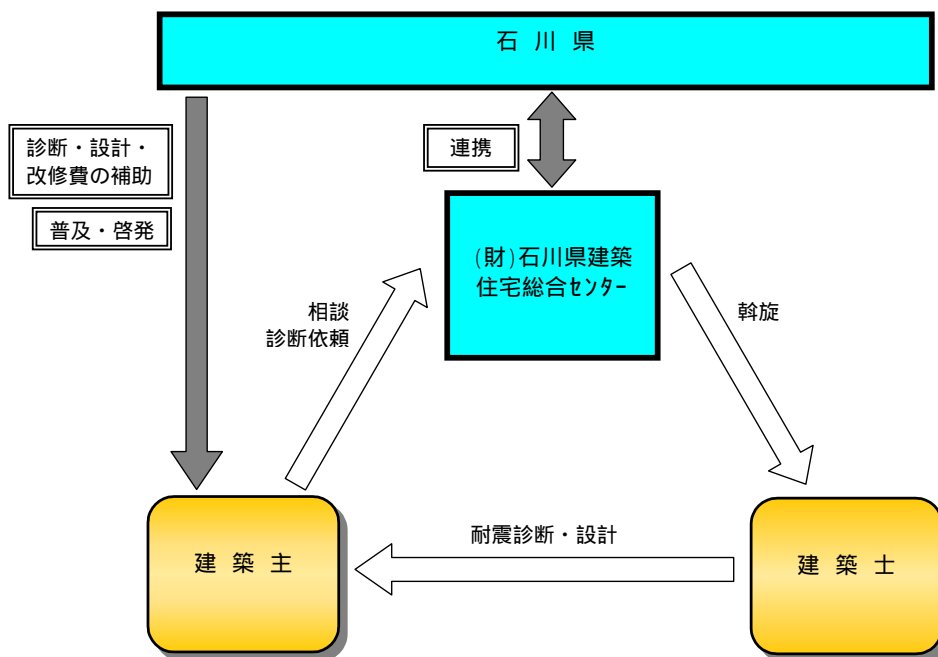 石 川 県
診断・設計・
改修費の補助
連携
普及・啓発
(財)石川県建築
住宅総合ｾﾝﾀｰ
相談
診断依頼
斡旋
耐震診断・設計
建 築 主
建 築 士